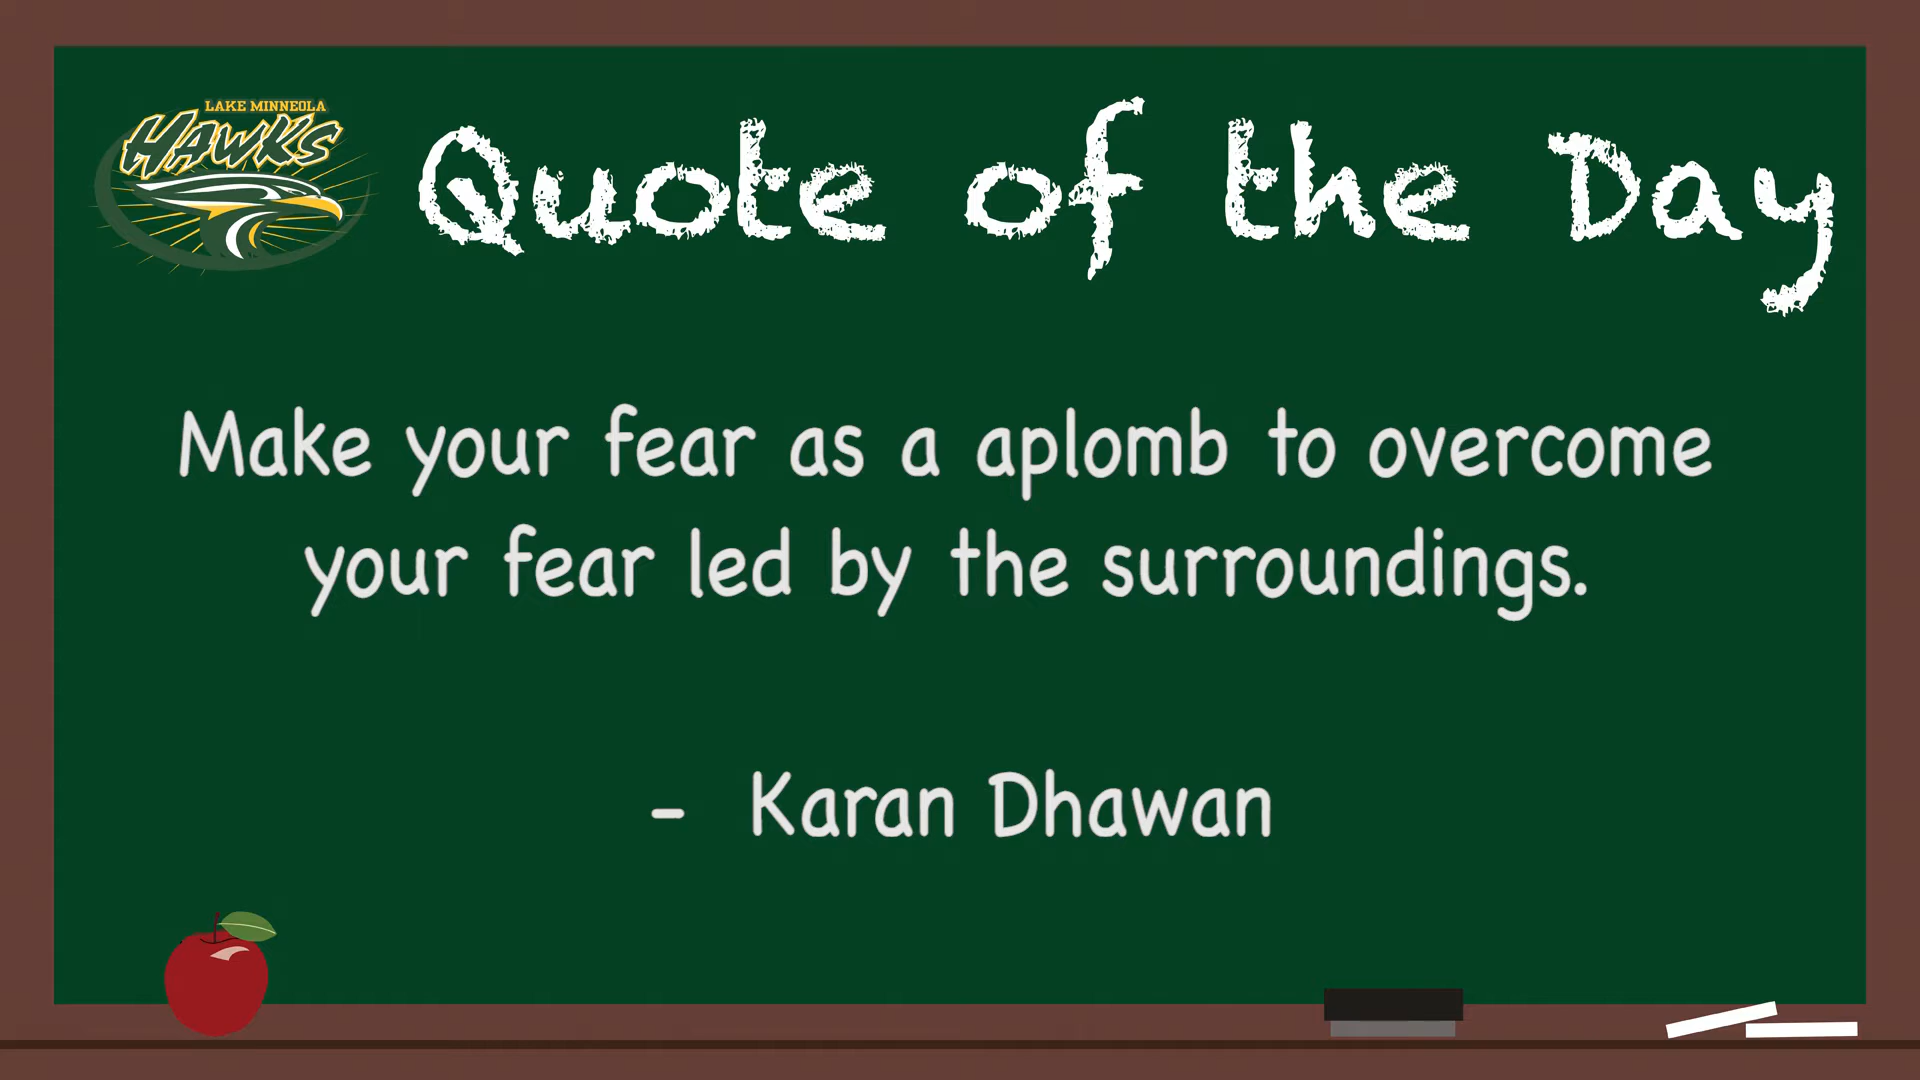 LAKE MINNEOLA
HAWKS
Quote of the Day
Make your fear as a aplomb to overcome
your fear led by the surroundings.
- Karan Dhawan